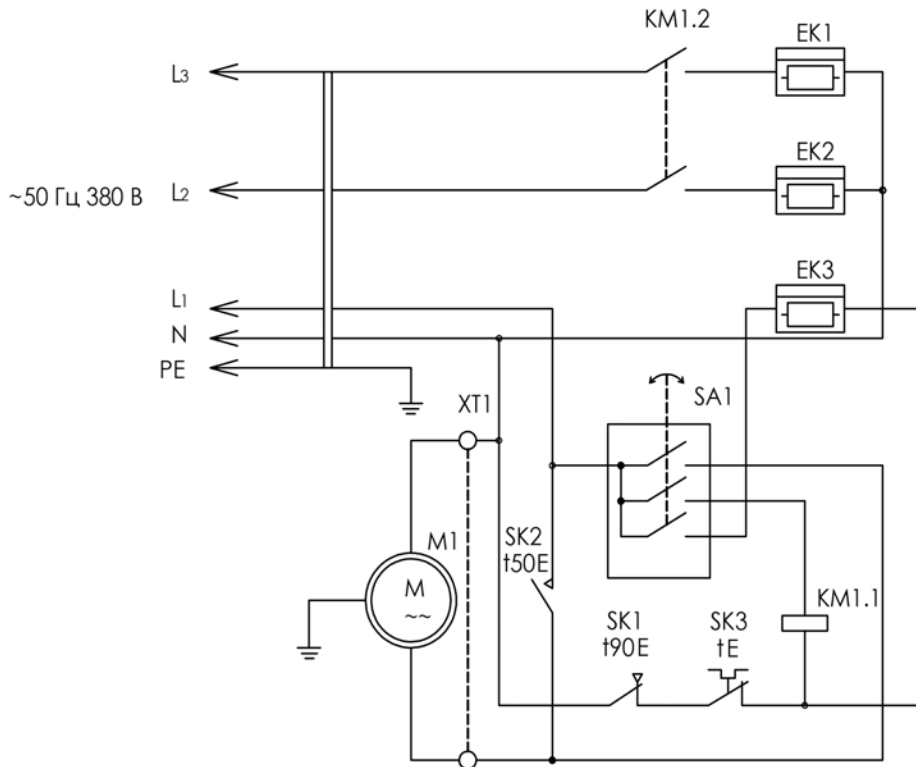 KM1.2
EK1
L3
EK2
~50 Гц 380 В
L2
EK3
L1
N
PE
SA1
XT1
M1
SK2
t50E
M
~~
KM1.1
SK1
t90E
SK3
tE